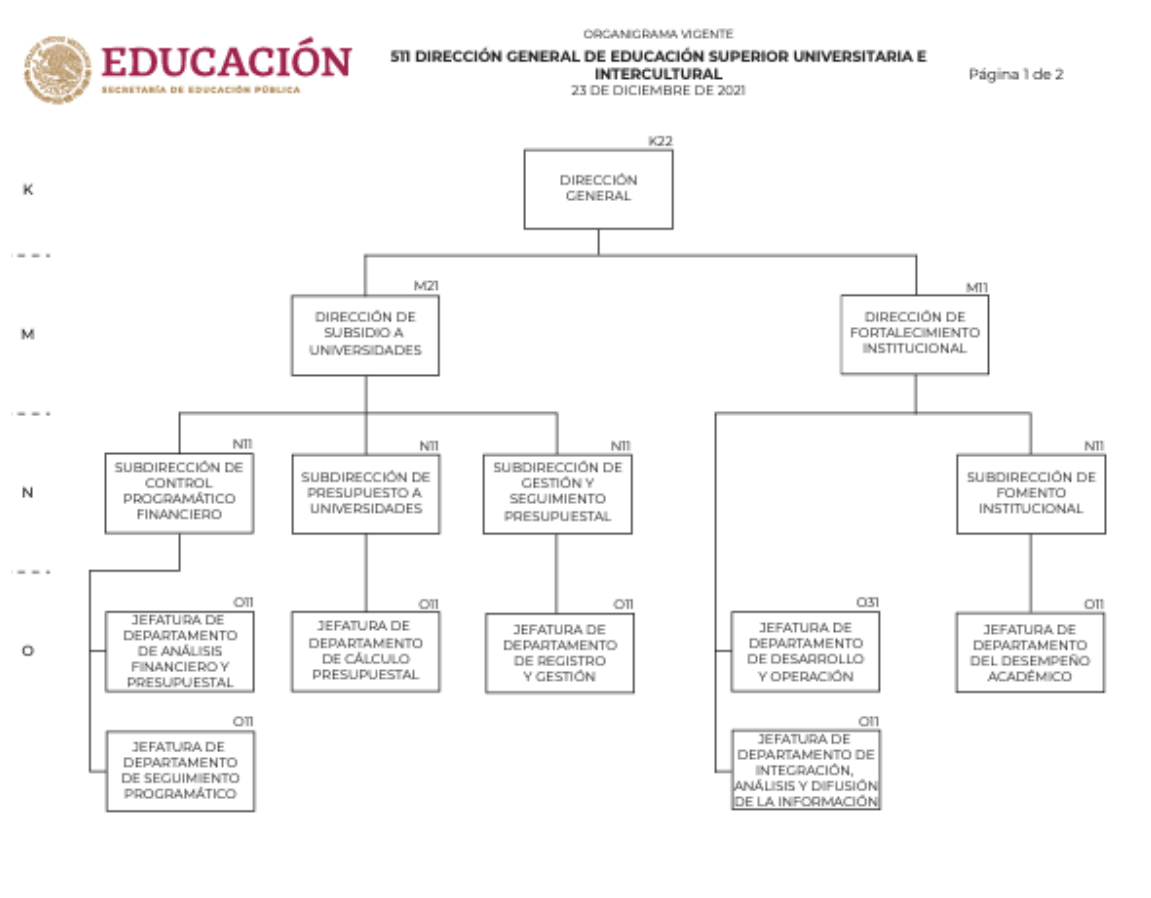 ORGANIGRAMA VIGENTE
EDUCACIÓN
SECRETARÍA DE EDUCACIÓN PÚBLICA
511 DIRECCIÓN GENERAL DE EDUCACIÓN SUPERIOR UNIVERSITARIA E
INTERCULTURAL
23 DE DICIEMBRE DE 2021
Página 1 de 2
K
K22
DIRECCIÓN
GENERAL
M
M21
DIRECCIÓN DE
SUBSIDIO A
UNIVERSIDADES
M11
DIRECCIÓN DE
FORTALECIMIENTO
INSTITUCIONAL
N
N11
SUBDIRECCIÓN DE
CONTROL
PROGRAMÁTICO
FINANCIERO
N11
SUBDIRECCIÓN DE
PRESUPUESTO A
UNIVERSIDADES
N11
SUBDIRECCIÓN DE
GESTIÓN Y
SEGUIMIENTO
PRESUPUESTAL
N11
SUBDIRECCIÓN DE
FOMENTO
INSTITUCIONAL
O
O11
JEFATURA DE
DEPARTAMENTO
DE ANÁLISIS
FINANCIERO Y
PRESUPUESTAL
O11
JEFATURA DE
DEPARTAMENTO
DE CÁLCULO
PRESUPUESTAL
O11
JEFATURA DE
DEPARTAMENTO
DE REGISTRO
Y GESTIÓN
O31
JEFATURA DE
DEPARTAMENTO
DE DESARROLLO
Y OPERACIÓN
O11
JEFATURA DE
DEPARTAMENTO
DEL DESEMPEÑO
ACADÉMICO
O11
JEFATURA DE
DEPARTAMENTO
DE SEGUIMIENTO
PROGRAMÁTICO
O11
JEFATURA DE
DEPARTAMENTO DE
INTEGRACIÓN,
ANÁLISIS Y DIFUSIÓN
DE LA INFORMACIÓN